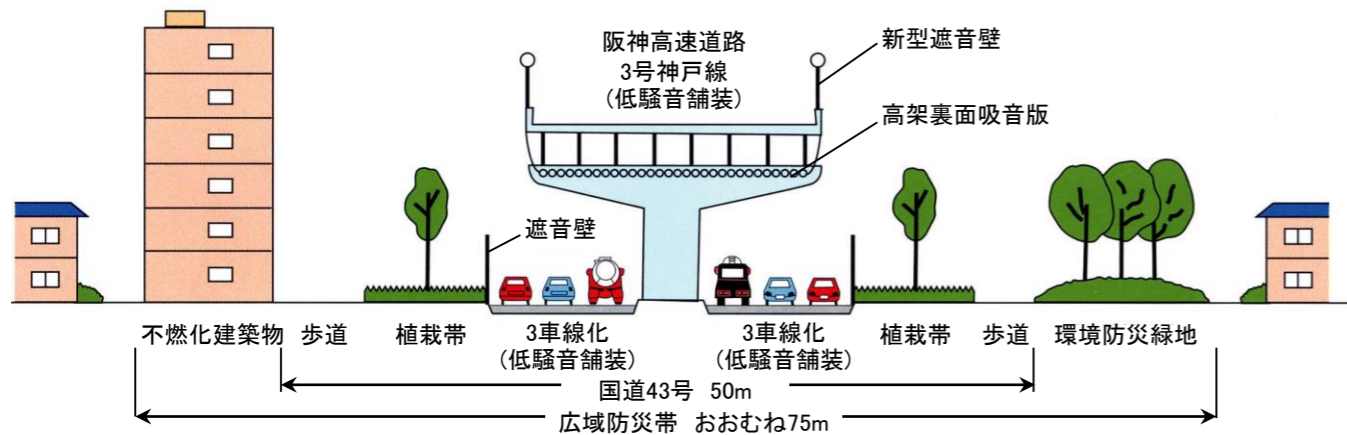 阪神高速道路
3号神戸線
(低騒音舗装)
新型遮音壁
高架裏面吸音版
遮音壁
不燃化建築物
歩道
植栽帯
3車線化
(低騒音舗装)
3車線化
(低騒音舗装)
植栽帯
歩道
環境防災緑地
国道43号 50m
広域防災帯 おおむね75m